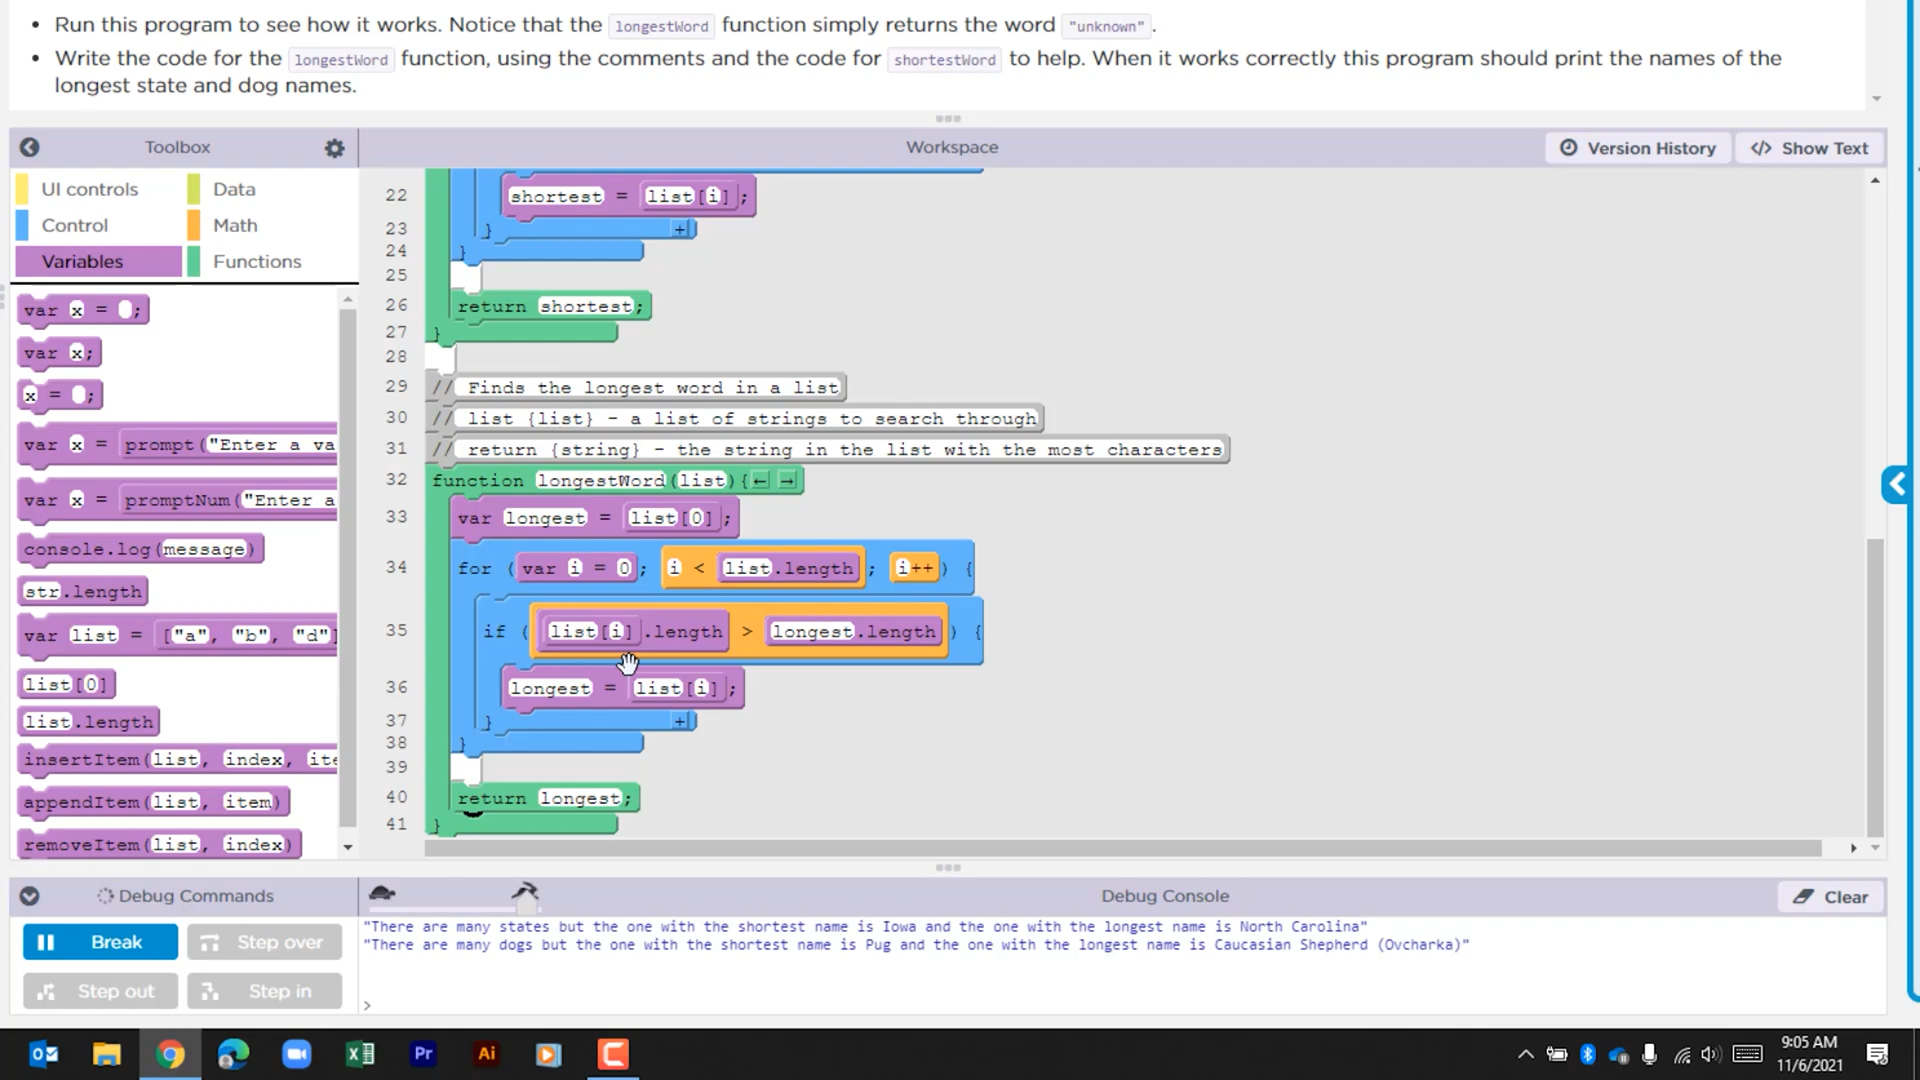 • Run this program to see how it works. Notice that the longestWord function simply returns the word "unknown".
• Write the code for the longestWord function, using the comments and the code for shortestWord to help. When it works correctly this program should print the names of the
longest state and dog names.
Toolbox
Workspace
Version History
</> Show Text
UI controls
Data
Control
Math
Variables
Functions
var x = ;
var x;
x = ;
var x = prompt("Enter a va
var x = promptNum("Enter a
console.log(message)
str.length
var list = ["a", "b", "d"]
list[0]
list.length
insertItem(list, index, ite
appendItem(list, item)
removeItem(list, index)
22 shortest = list[i];
23 } +
24 }
25
26 return shortest;
27 }
28
29 // Finds the longest word in a list
30 // list {list} - a list of strings to search through
31 // return {string} - the string in the list with the most characters
32 function longestWord(list){ ← →
33 var longest = list[0];
34 for (var i = 0; i < list.length; i++) {
35 if (list[i].length > longest.length) {
36 longest = list[i];
37 } +
38 }
39
40 return longest;
41 }
Debug Commands
Debug Console
Clear
Break
Step over
Step out
Step in
"There are many states but the one with the shortest name is Iowa and the one with the longest name is North Carolina"
"There are many dogs but the one with the shortest name is Pug and the one with the longest name is Caucasian Shepherd (Ovcharka)"
>
Pr
Ai
9:05 AM
11/6/2021